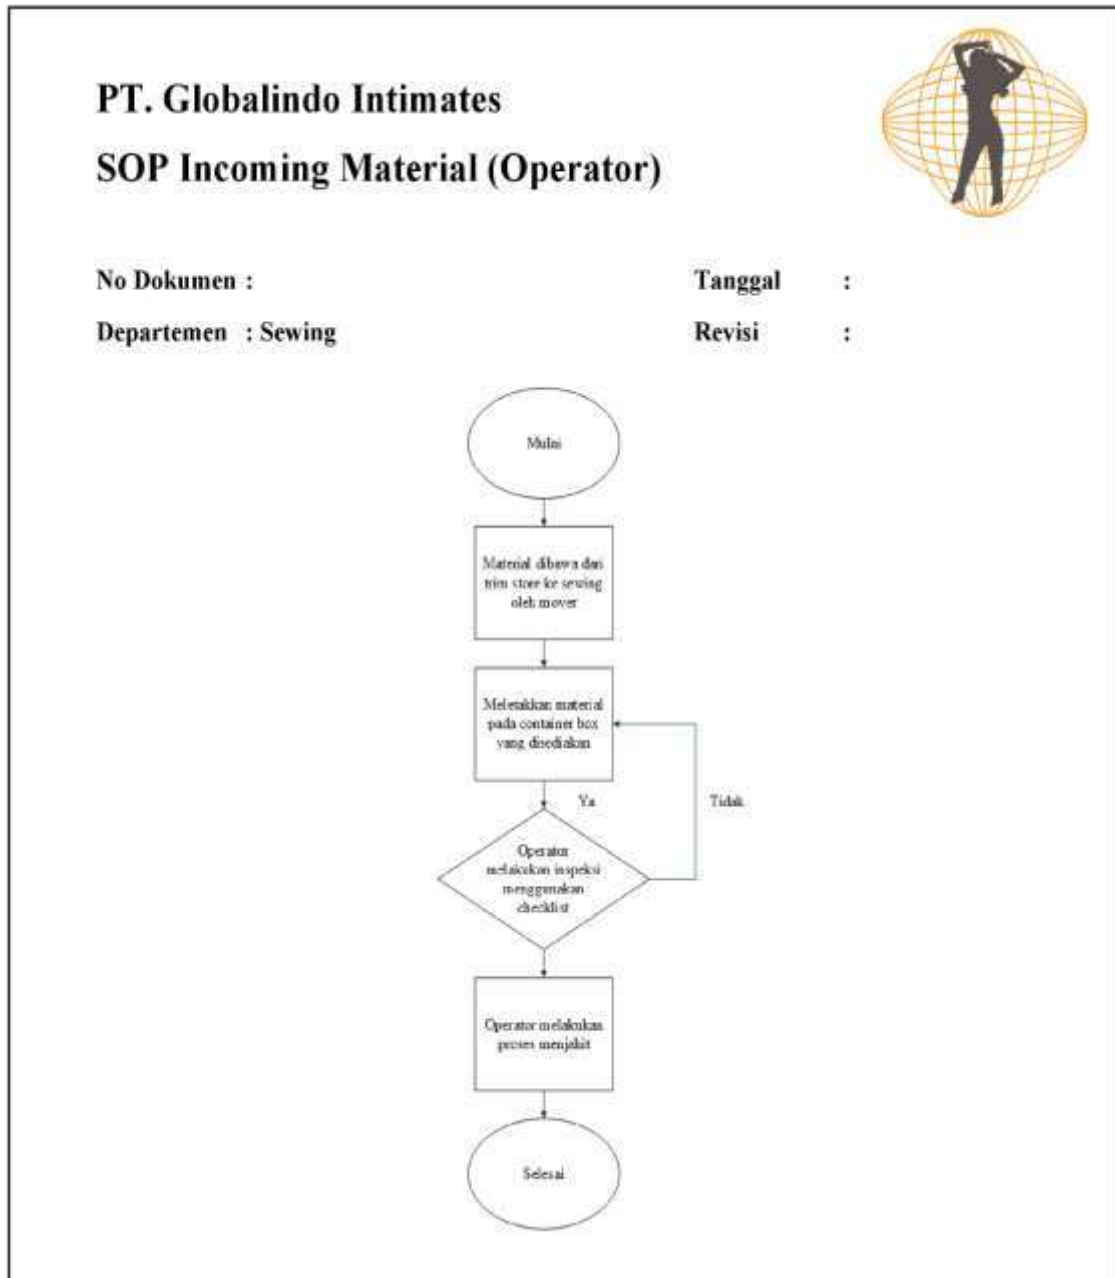 PT. Globalindo Intimates
SOP Incoming Material (Operator)
No Dokumen :
Tanggal :
Departemen : Sewing
Revisi :
Mulai
Material dibawa dari
trim store ke sewing
oleh mover
Meletakkan material
pada container box
yang disediakan
Ya
Tidak
Operator
melakukan inspeksi
menggunakan
checklist
Operator melakukan
proses menjahit
Selesai